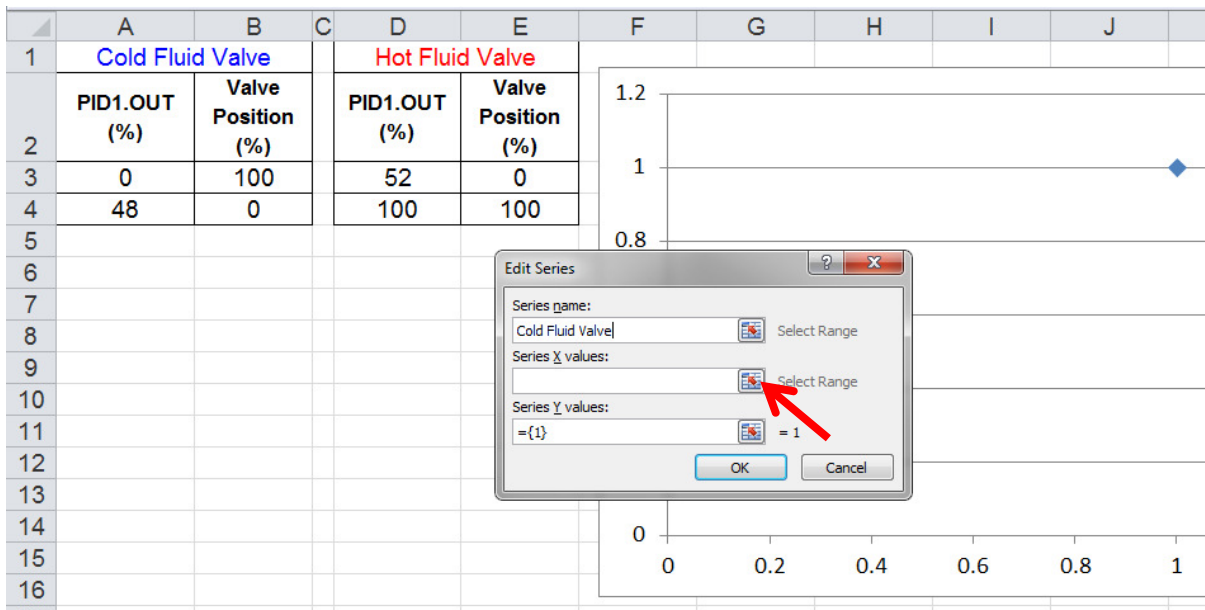 A B C D E F G H I J
1 Cold Fluid Valve Hot Fluid Valve
2 PID1.OUT (%) Valve Position (%) PID1.OUT (%) Valve Position (%)
3 0 100 52 0
4 48 0 100 100
5
6
7
8
9
10
11
12
13
14
15
16
1.2
1
0.8
0
0 0.2 0.4 0.6 0.8 1
Edit Series
?
Series name:
Cold Fluid Valve Select Range
Series X values:
Select Range
Series Y values:
={1} = 1
OK Cancel